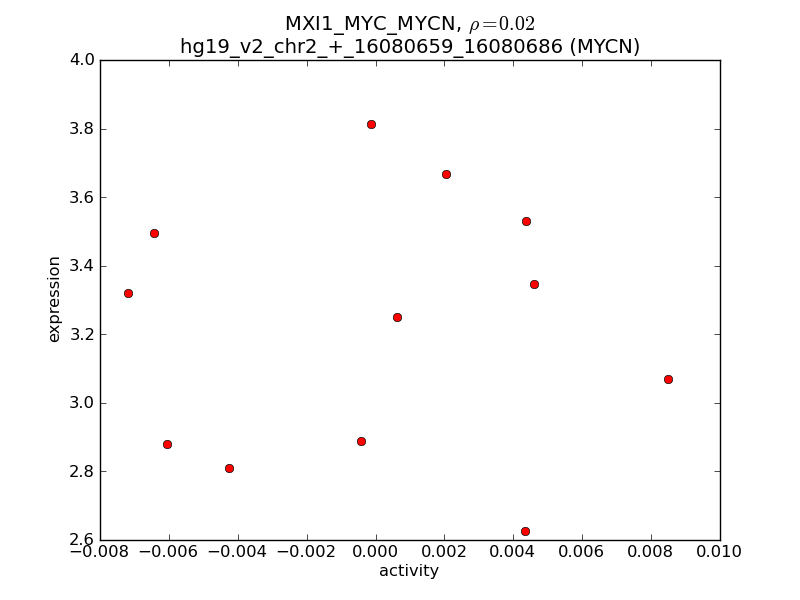 MXI1_MYC_MYCN, ρ=0.02
hg19_v2_chr2_+_16080659_16080686 (MYCN)
4.0
3.8
3.6
3.4
3.2
3.0
2.8
2.6
expression
−0.008 −0.006 −0.004 −0.002 0.000 0.002 0.004 0.006 0.008 0.010
activity